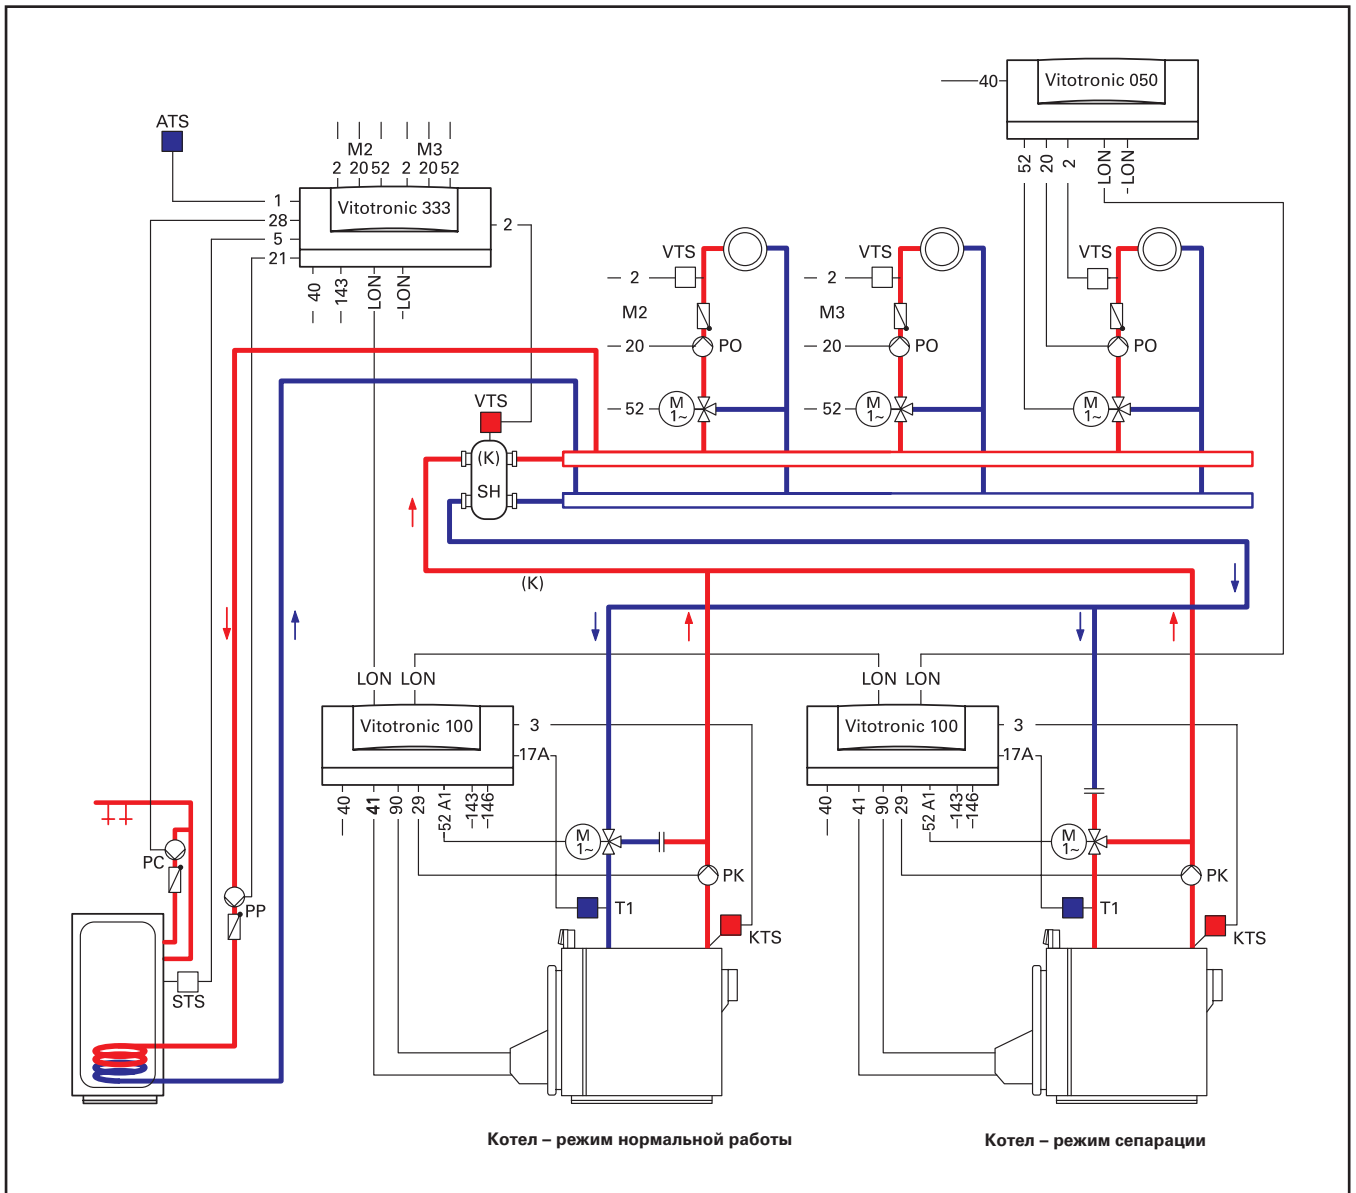 40 Vitotronic 050
52 20 2 LON LON
ATS
M2 M3
2 20 52 2 20 52
1 Vitotronic 333
28 2
5
21
40 143 LON LON
VTS VTS VTS
2 2
M2 M3
20 PO 20 PO PO
52 M 1~ 52 M 1~ M 1~
VTS
(K)
SH
(K)
LON LON LON LON
Vitotronic 100 3 Vitotronic 100 3
17A 17A
40 41 90 29 52 A1 143 146 40 41 90 29 52 A1 143 146
M 1~ M 1~
PC PK PK
PP T1 T1
KTS KTS
STS
Котел – режим нормальной работы Котел – режим сепарации